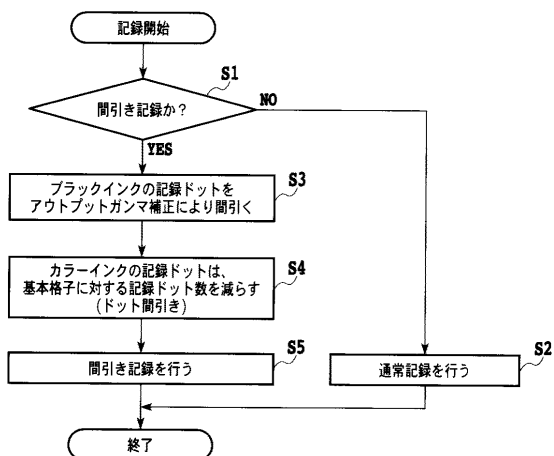 記録開始
S1
間引き記録か?
NO
YES
S3
ブラックインクの記録ドットを
アウトプットガンマ補正により間引く
S4
カラーインクの記録ドットは、
基本格子に対する記録ドット数を減らす
(ドット間引き)
S5
間引き記録を行う
S2
通常記録を行う
終了